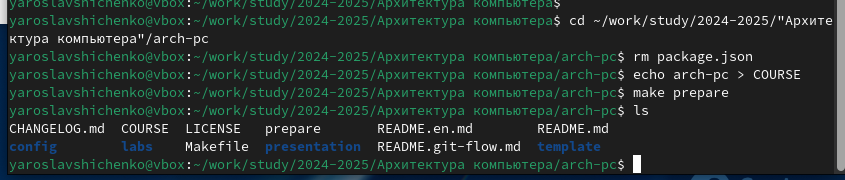 yaroslavshichenko@vbox:~/work/study/2024-2025/Архитектура компьютера$
yaroslavshichenko@vbox:~/work/study/2024-2025/Архитектура компьютера$ cd ~/work/study/2024-2025/"Архите
ктура компьютера"/arch-pc
yaroslavshichenko@vbox:~/work/study/2024-2025/Архитектура компьютера/arch-pc$ rm package.json
yaroslavshichenko@vbox:~/work/study/2024-2025/Архитектура компьютера/arch-pc$ echo arch-pc > COURSE
yaroslavshichenko@vbox:~/work/study/2024-2025/Архитектура компьютера/arch-pc$ make prepare
yaroslavshichenko@vbox:~/work/study/2024-2025/Архитектура компьютера/arch-pc$ ls
CHANGELOG.md  COURSE  LICENSE   prepare       README.en.md        README.md
config        labs    Makefile  presentation  README.git-flow.md  template
yaroslavshichenko@vbox:~/work/study/2024-2025/Архитектура компьютера/arch-pc$